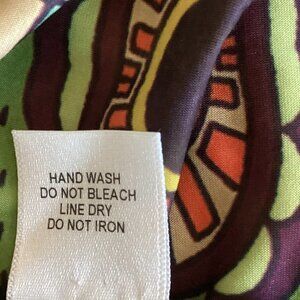 HAND WASH
DO NOT BLEACH
LINE DRY
DO NOT IRON